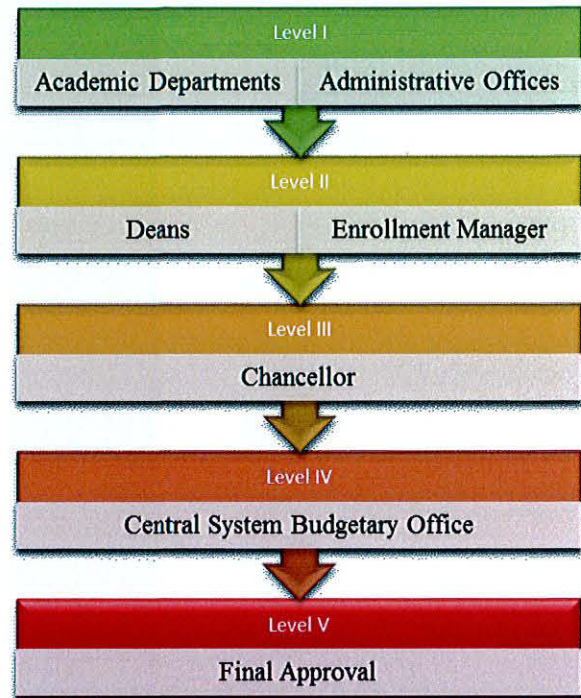 Level I
Academic Departments Administrative Offices
Level II
Deans Enrollment Manager
Level III
Chancellor
Level IV
Central System Budgetary Office
Level V
Final Approval